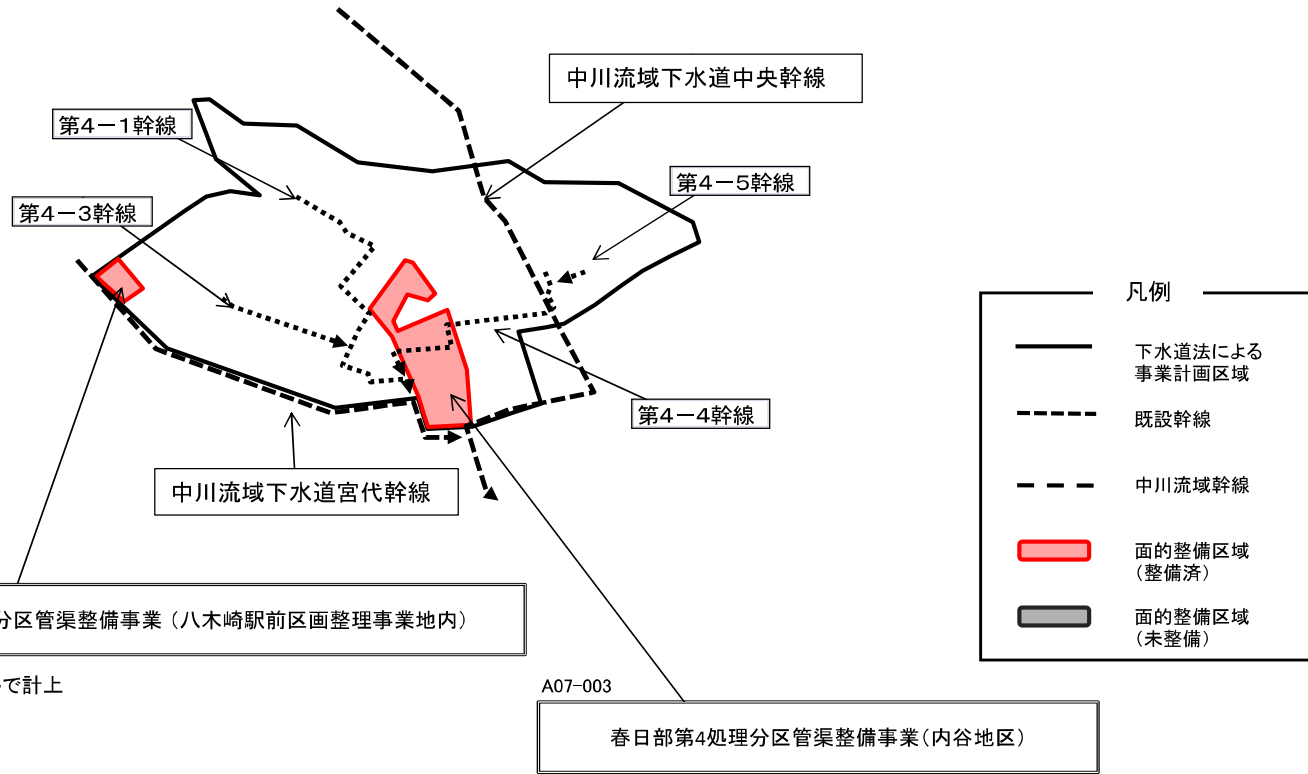 中川流域下水道中央幹線
第4－1幹線
第4－5幹線
第4－3幹線
凡例
下水道法による
事業計画区域
既設幹線
第4－4幹線
中川流域下水道宮代幹線
中川流域幹線
面的整備区域
(整備済)
面的整備区域
(未整備)
分区管渠整備事業（八木崎駅前区画整理事業地内）
で計上
A07-003
春日部第4処理分区管渠整備事業（内谷地区）